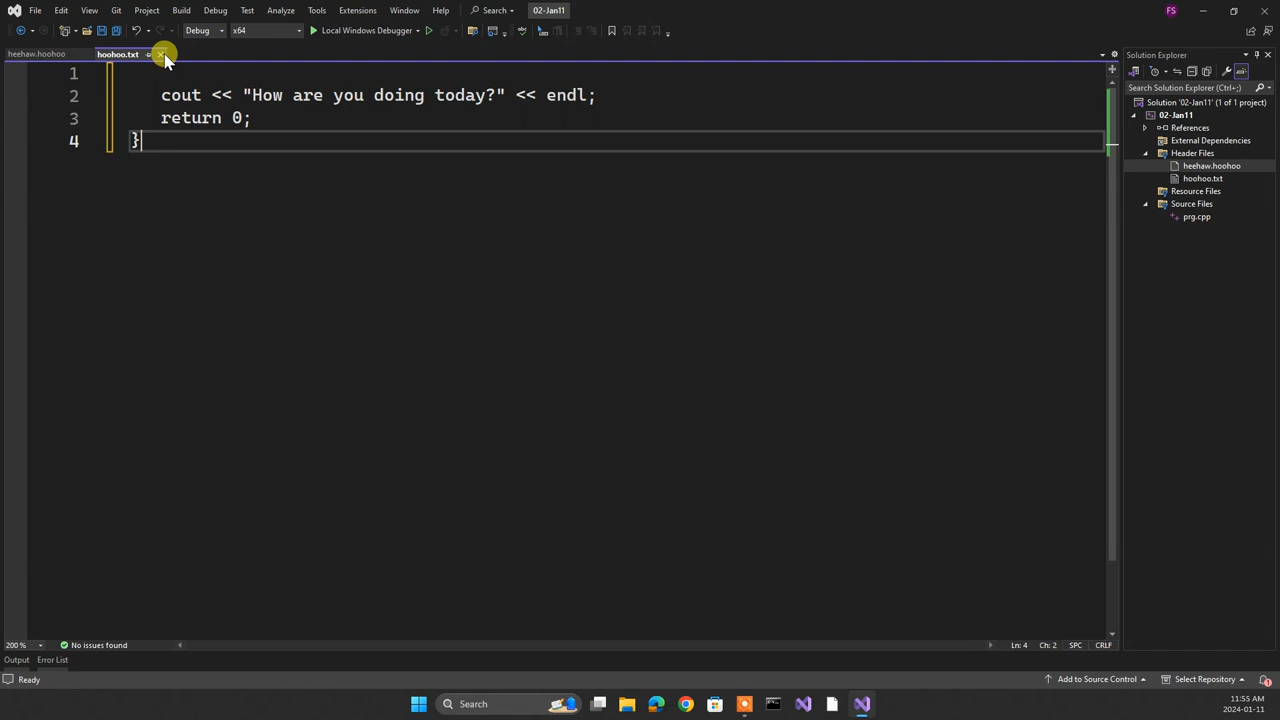 File Edit View Git Project Build Debug Test Analyze Tools Extensions Window Help Search 02-Jan11 FS
Debug x64 Local Windows Debugger
heehaw.hoohoo hoohoo.txt
1
2 cout << "How are you doing today?" << endl;
3 return 0;
4 }
Solution Explorer
Search Solution Explorer (Ctrl+;)
Solution '02-Jan11' (1 of 1 project)
02-Jan11
References
External Dependencies
Header Files
heehaw.hoohoo
hoohoo.txt
Resource Files
Source Files
prg.cpp
200 % No issues found Ln: 4 Ch: 2 SPC CRLF
Output Error List
Ready Add to Source Control Select Repository 1
Search 11:55 AM
2024-01-11